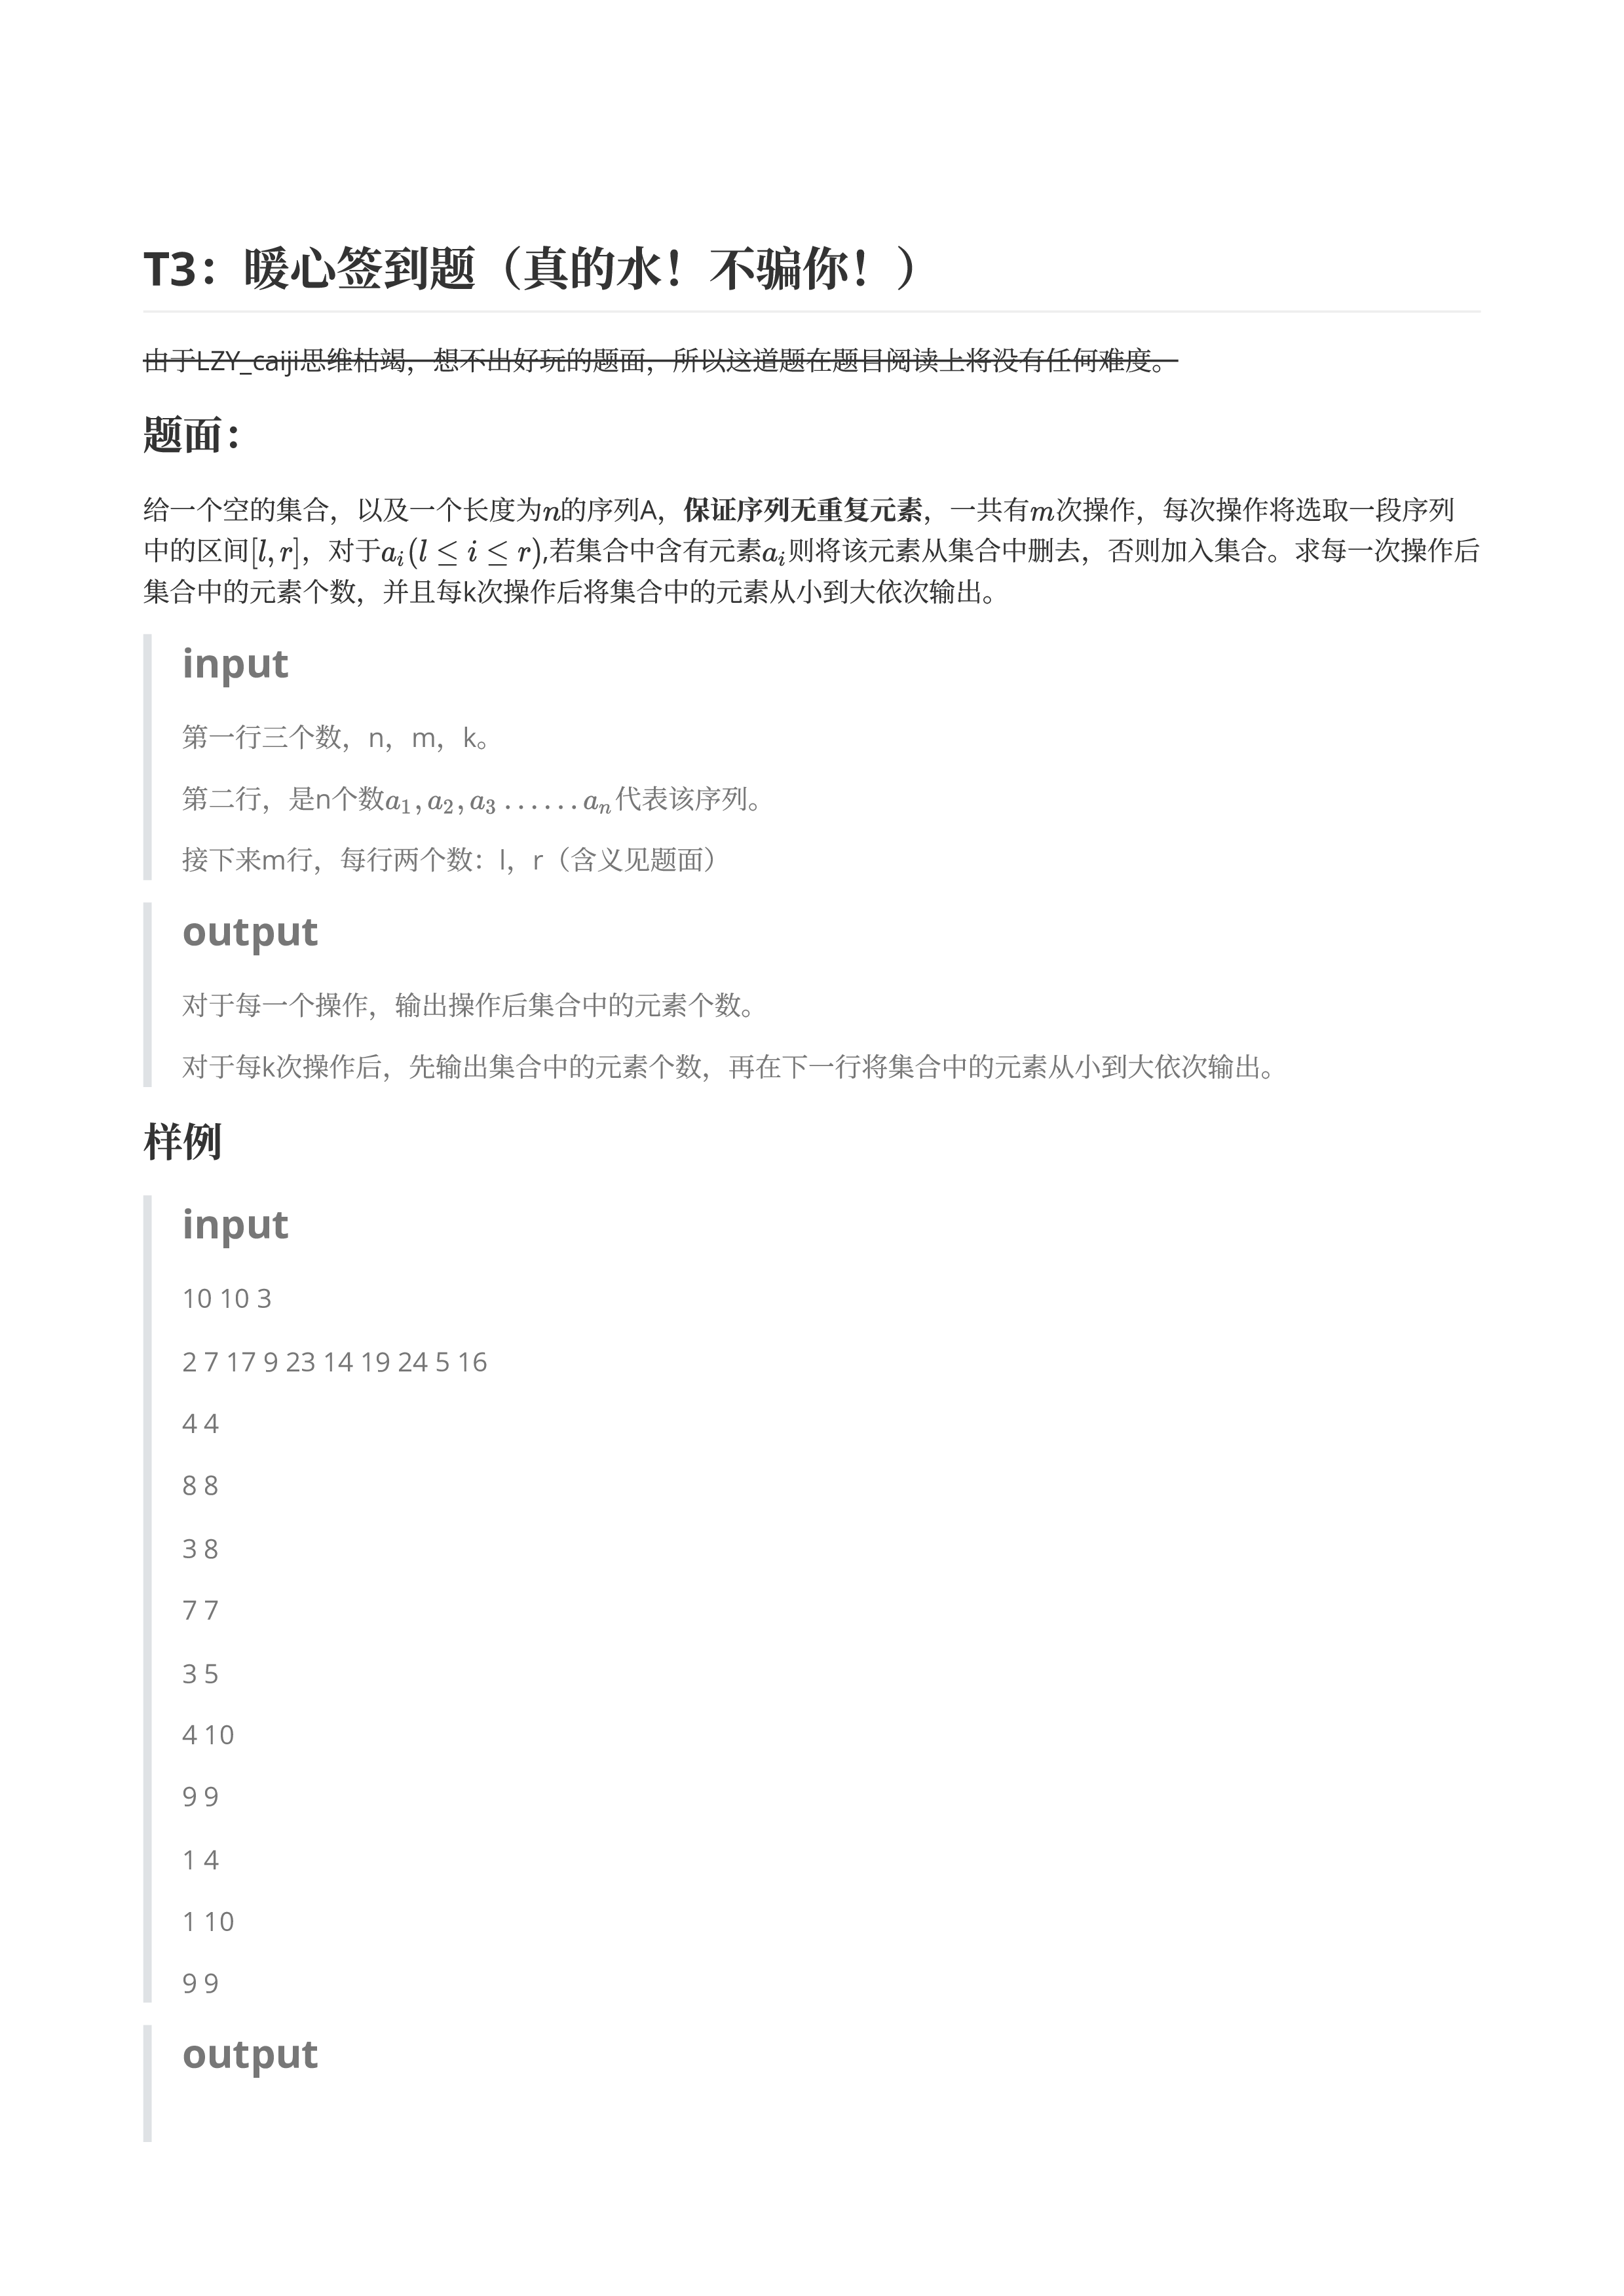 T3：暖心签到题（真的水！不骗你！）
由于LZY_caiji思维枯竭，想不出好玩的题面，所以这道题在题目阅读上将没有任何难度。
题面：
给一个空的集合，以及一个长度为n的序列A，保证序列无重复元素，一共有m次操作，每次操作将选取一段序列
中的区间[l, r]，对于a_i(l ≤ i ≤ r),若集合中含有元素a_i则将该元素从集合中删去，否则加入集合。求每一次操作后
集合中的元素个数，并且每k次操作后将集合中的元素从小到大依次输出。
input
第一行三个数，n，m，k。
第二行，是n个数a_1, a_2, a_3 ...... a_n代表该序列。
接下来m行，每行两个数：l，r（含义见题面）
output
对于每一个操作，输出操作后集合中的元素个数。
对于每k次操作后，先输出集合中的元素个数，再在下一行将集合中的元素从小到大依次输出。
样例
input
10 10 3
2 7 17 9 23 14 19 24 5 16
4 4
8 8
3 8
7 7
3 5
4 10
9 9
1 4
1 10
9 9
output